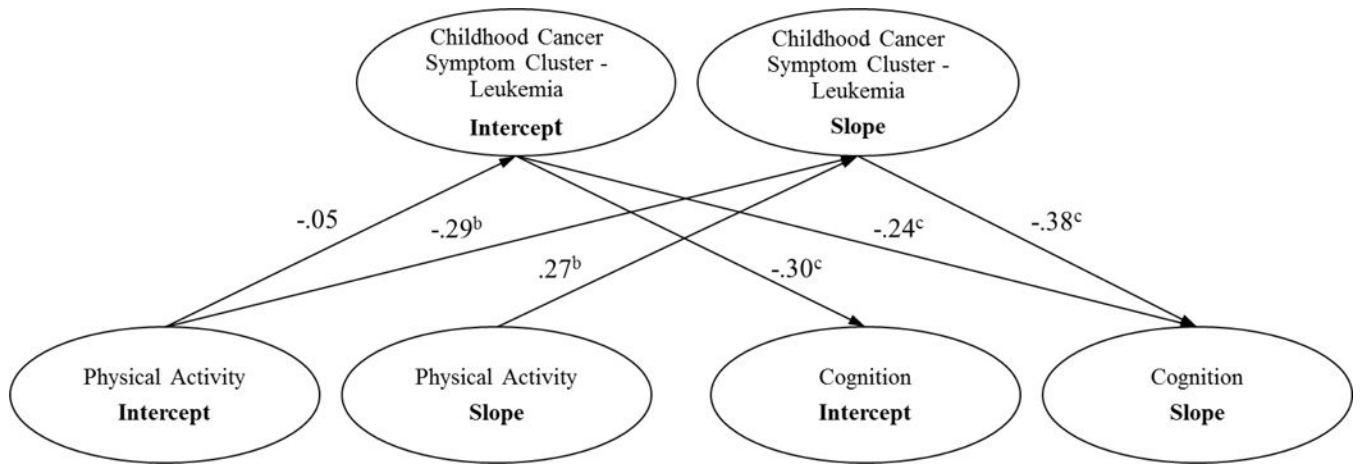 Childhood Cancer
Symptom Cluster -
Leukemia
Intercept
Childhood Cancer
Symptom Cluster -
Leukemia
Slope
-.05
-.29ᵇ
.27ᵇ
-.30ᶜ
-.24ᶜ
-.38ᶜ
Physical Activity
Intercept
Physical Activity
Slope
Cognition
Intercept
Cognition
Slope